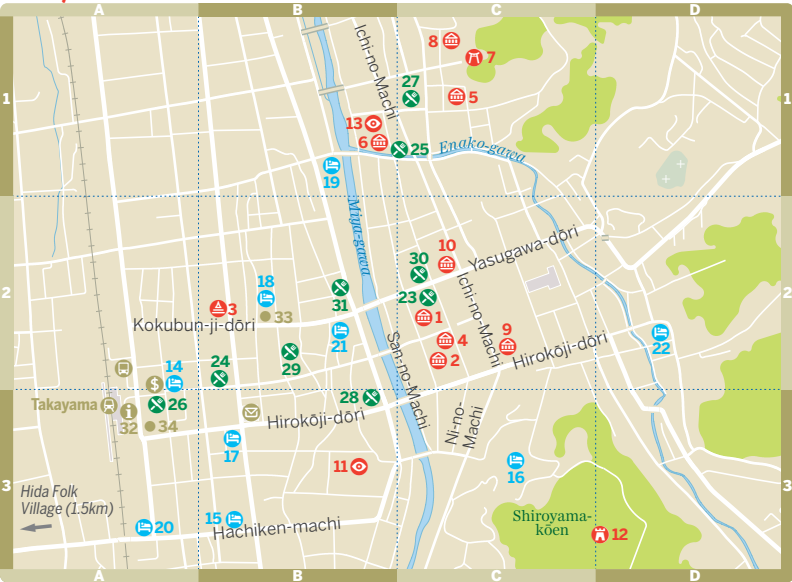 A
B
C
D
1
1
2
2
3
3
A
B
C
D
Ichi-no-Machi
8
7
27
5
13
6
25
Enako-gawa
19
Miya-gawa
10
Yasugawa-dōri
30
18
3
33
31
23
1
Ichi-no-Machi
Kokubun-ji-dōri
21
4
9
22
29
2
Hirokōji-dōri
San-no-Machi
14
$
24
26
28
Takayama
i
32
34
Hirokōji-dōri
Ni-no-
Machi
17
11
16
Hida Folk
Village (1.5km)
20
15
Hachiken-machi
Shiroyama-
kōen
12